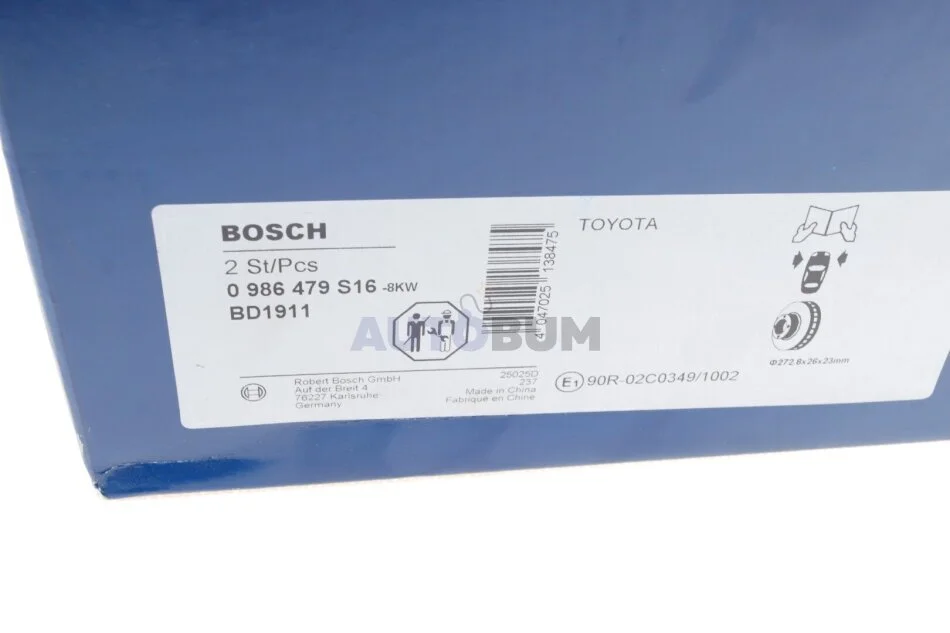 BOSCH
2 St/Pcs
0 986 479 S16 -8KW
BD1911
4 047025 138475
TOYOTA
Φ272.8x26x23mm
AUTOBUM
Robert Bosch GmbH
Auf der Breit 4
76227 Karlsruhe
Germany
25025D
237
Made in China
Fabriqué en Chine
E1 90R-02C0349/1002